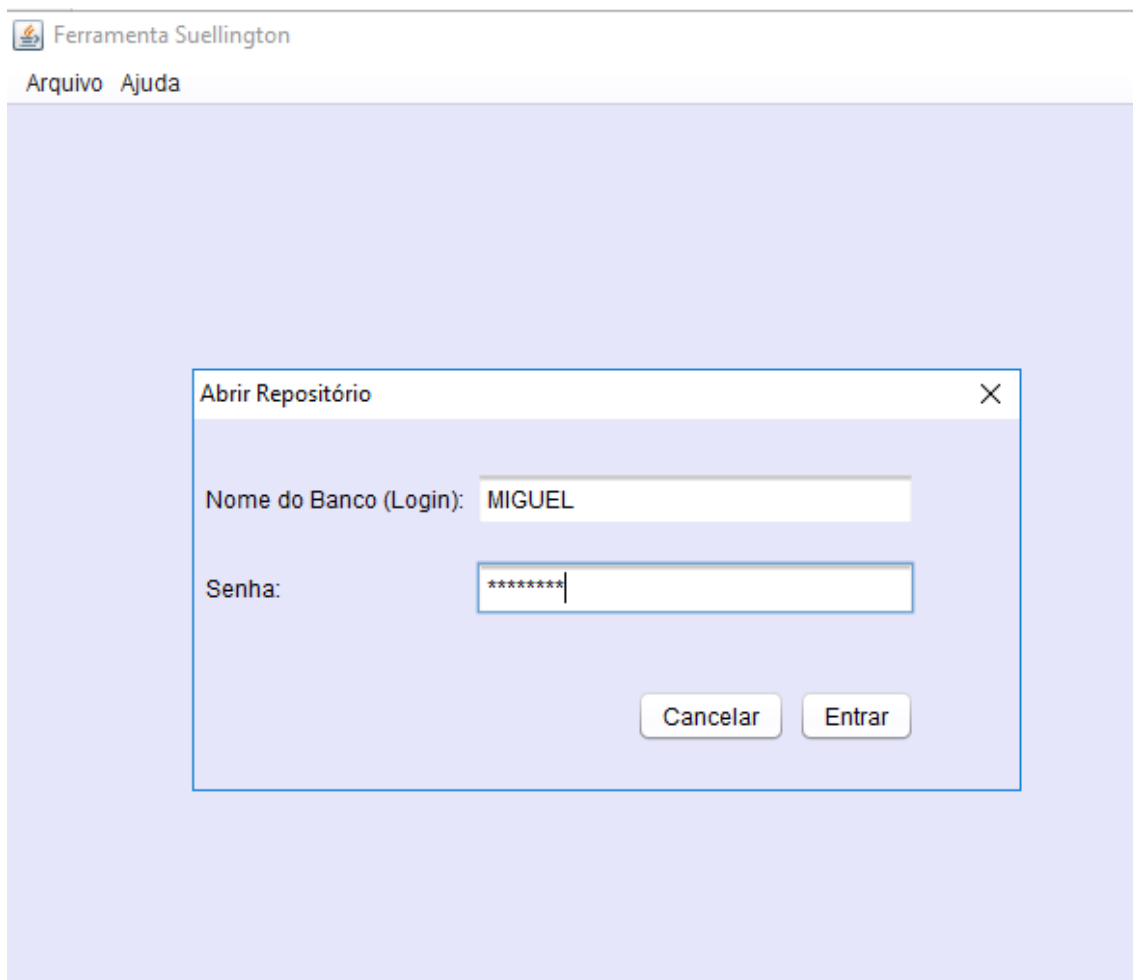 Ferramenta Suellington
Arquivo Ajuda
Abrir Repositório
Nome do Banco (Login): MIGUEL
Senha: ********
Cancelar Entrar